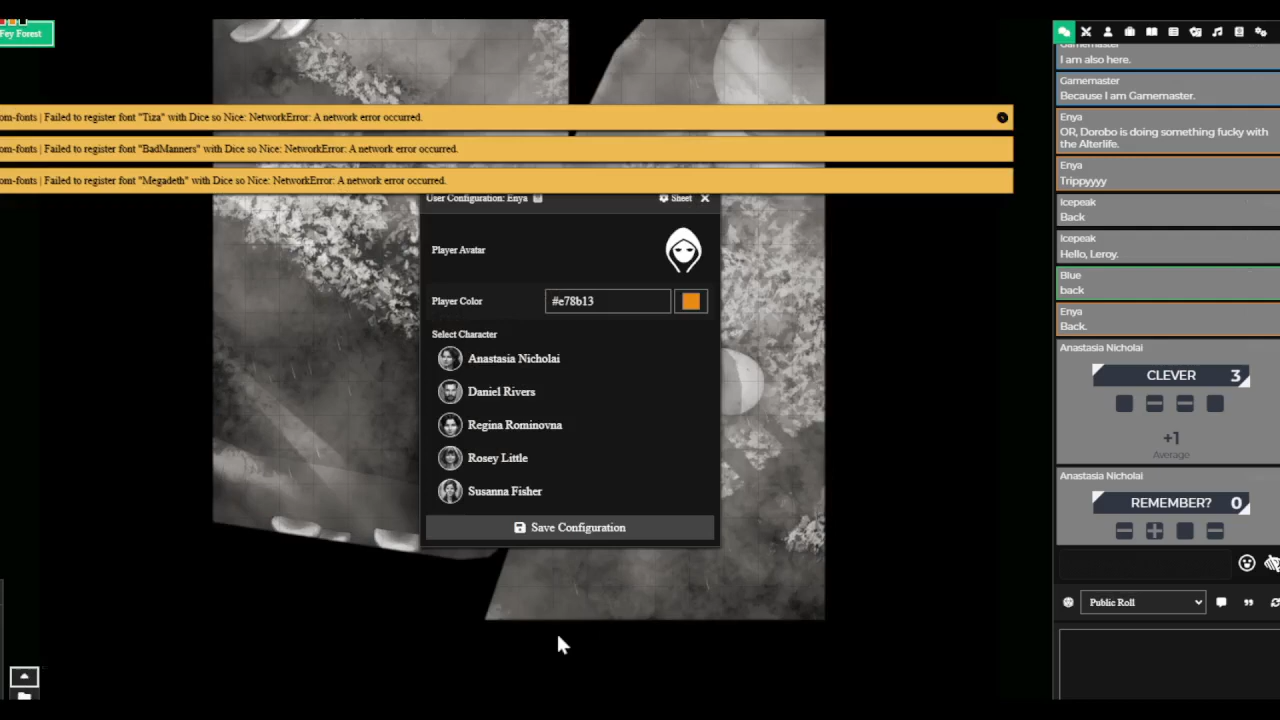 Fey Forest
om-fonts | Failed to register font "Tiza" with Dice so Nice: NetworkError: A network error occurred.
om-fonts | Failed to register font "BadManners" with Dice so Nice: NetworkError: A network error occurred.
om-fonts | Failed to register font "Megadeth" with Dice so Nice: NetworkError: A network error occurred.
User Configuration: Enya
Sheet
Player Avatar
Player Color
#e78b13
Select Character
Anastasia Nicholai
Daniel Rivers
Regina Rominovna
Rosey Little
Susanna Fisher
Save Configuration
Gamemaster
I am also here.
Gamemaster
Because I am Gamemaster.
Enya
OR, Dorobo is doing something fucky with
the Alterlife.
Enya
Trippyyyy
Icepeak
Back
Icepeak
Hello, Leroy.
Blue
back
Enya
Back.
Anastasia Nicholai
CLEVER 3
+1
Average
Anastasia Nicholai
REMEMBER? 0
Public Roll